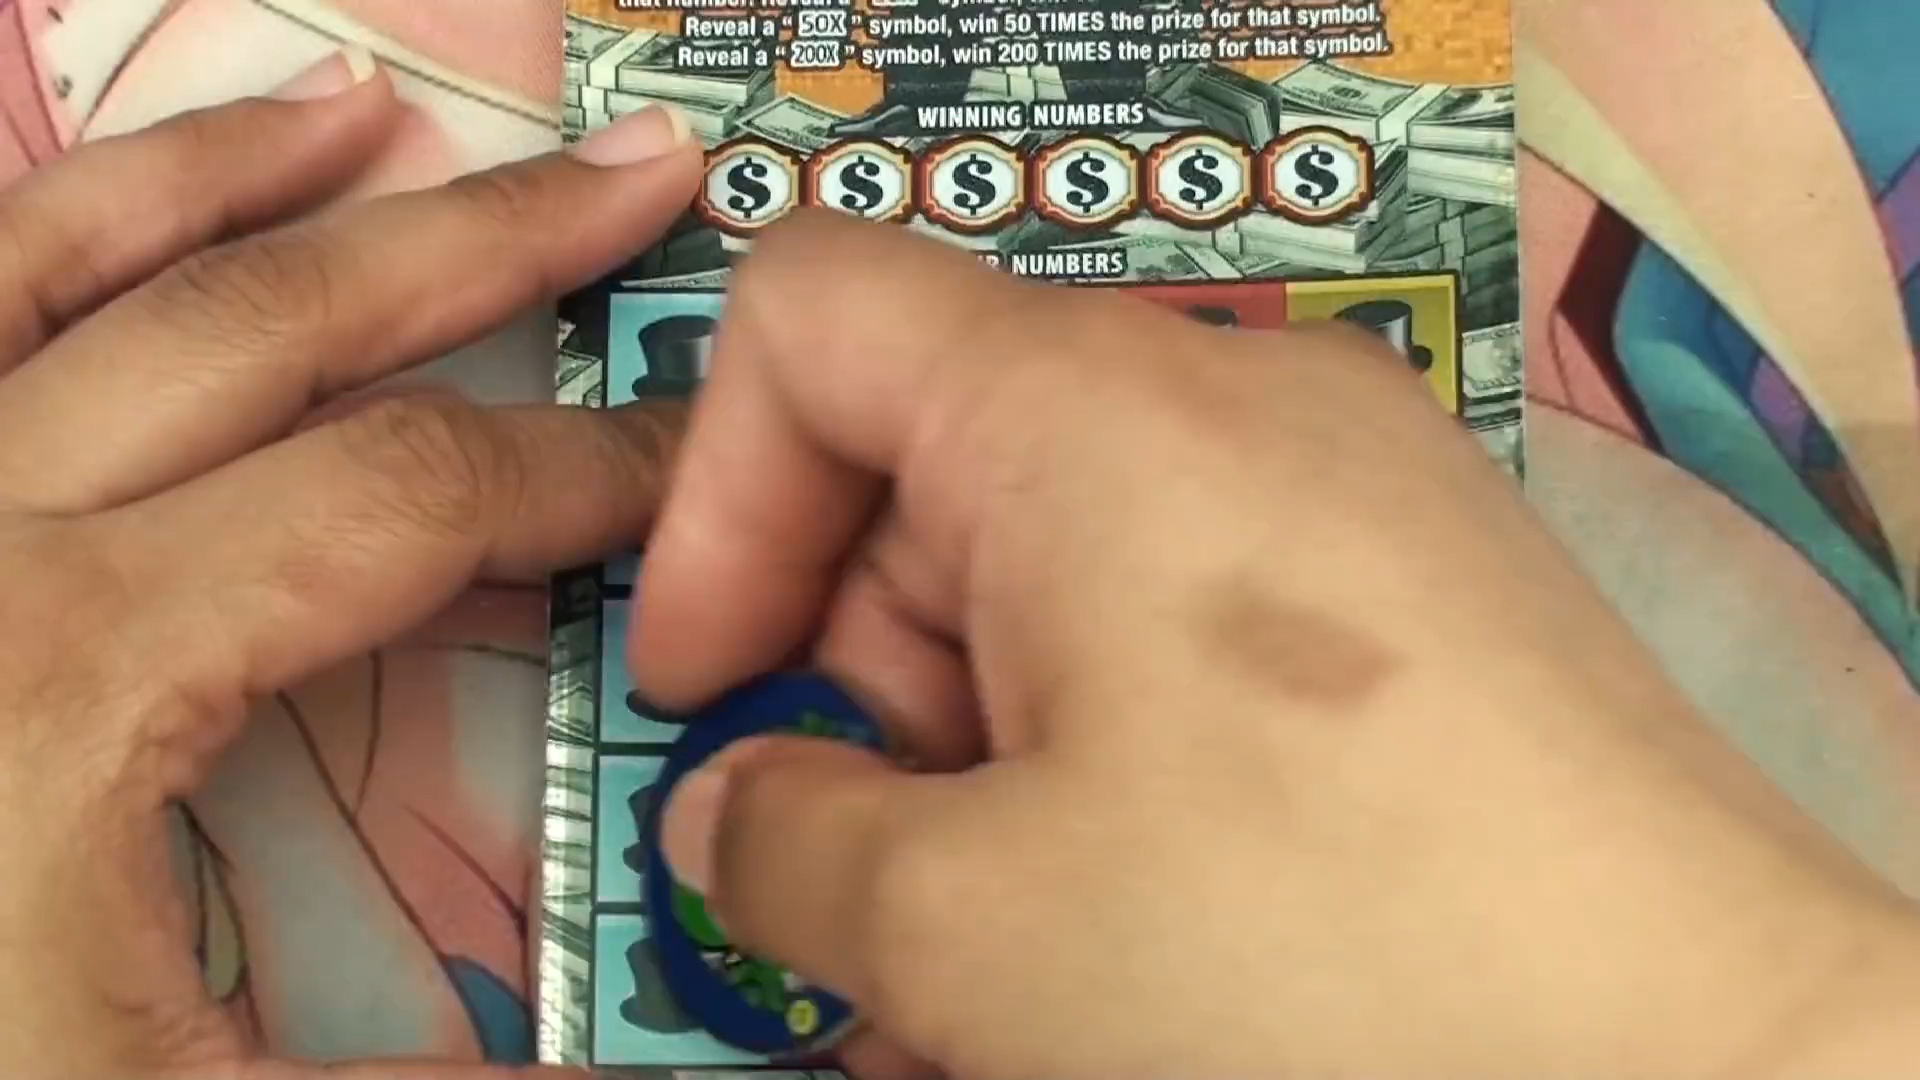 Reveal a " 50X " symbol, win 50 TIMES the prize for that symbol.
Reveal a " 200X " symbol, win 200 TIMES the prize for that symbol.
WINNING NUMBERS
$ $ $ $ $ $
NUMBERS